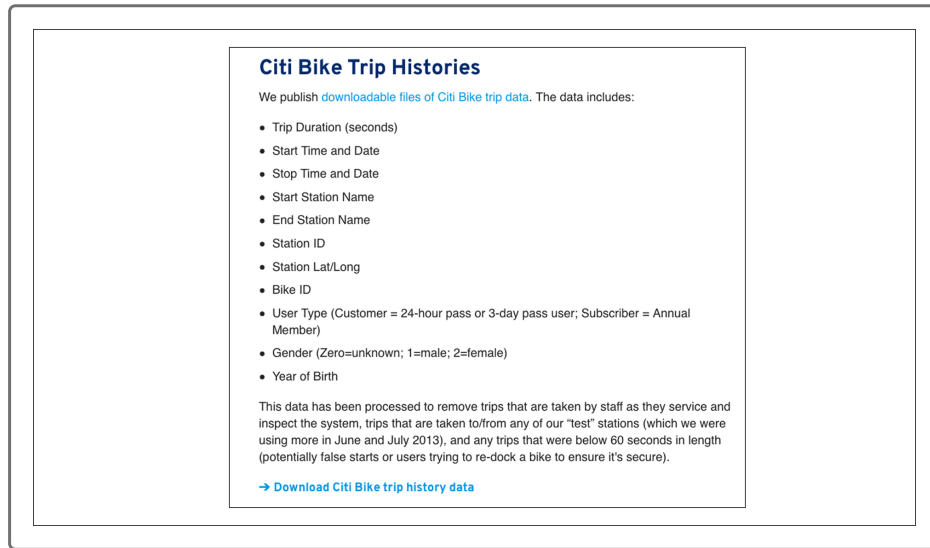 Citi Bike Trip Histories
We publish downloadable files of Citi Bike trip data. The data includes:
● Trip Duration (seconds)
● Start Time and Date
● Stop Time and Date
● Start Station Name
● End Station Name
● Station ID
● Station Lat/Long
● Bike ID
● User Type (Customer = 24-hour pass or 3-day pass user; Subscriber = Annual
Member)
● Gender (Zero=unknown; 1=male; 2=female)
● Year of Birth
This data has been processed to remove trips that are taken by staff as they service and
inspect the system, trips that are taken to/from any of our “test” stations (which we were
using more in June and July 2013), and any trips that were below 60 seconds in length
(potentially false starts or users trying to re-dock a bike to ensure it's secure).
➔ Download Citi Bike trip history data